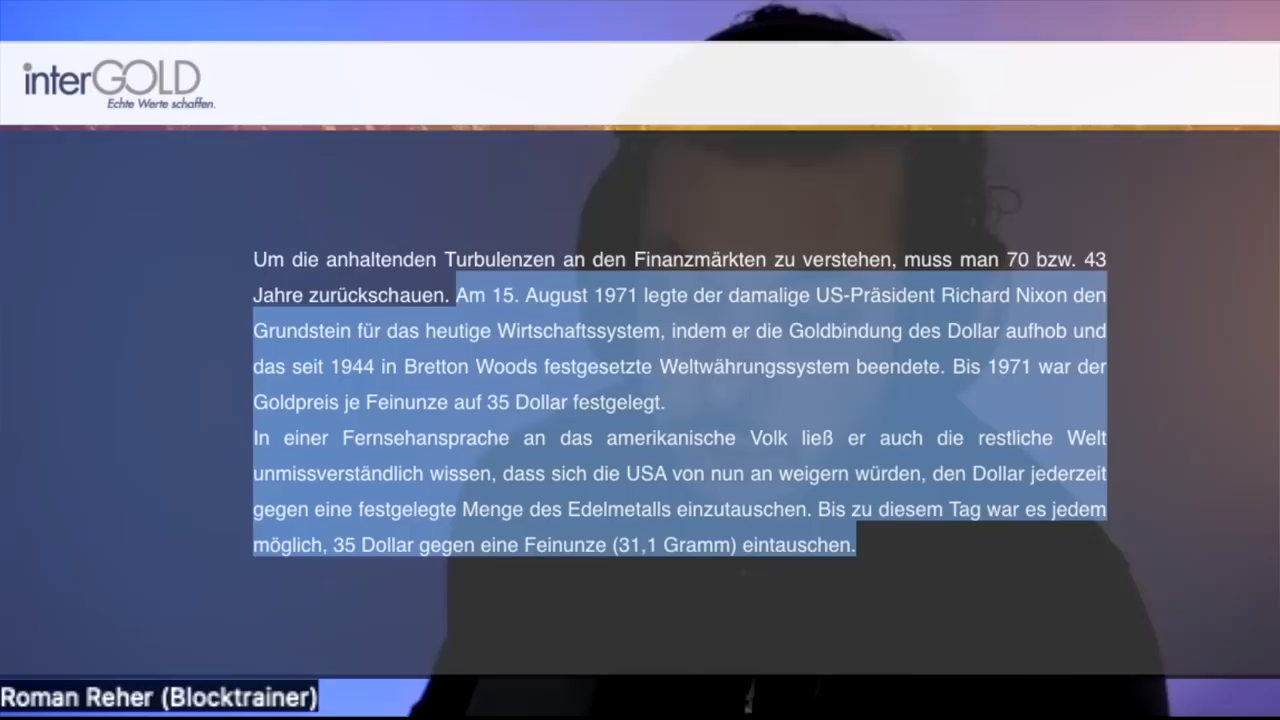 interGOLD
Echte Werte schaffen.
Um die anhaltenden Turbulenzen an den Finanzmärkten zu verstehen, muss man 70 bzw. 43
Jahre zurückschauen. Am 15. August 1971 legte der damalige US-Präsident Richard Nixon den
Grundstein für das heutige Wirtschaftssystem, indem er die Goldbindung des Dollar aufhob und
das seit 1944 in Bretton Woods festgesetzte Weltwährungssystem beendete. Bis 1971 war der
Goldpreis je Feinunze auf 35 Dollar festgelegt.
In einer Fernsehansprache an das amerikanische Volk ließ er auch die restliche Welt
unmissverständlich wissen, dass sich die USA von nun an weigern würden, den Dollar jederzeit
gegen eine festgelegte Menge des Edelmetalls einzutauschen. Bis zu diesem Tag war es jedem
möglich, 35 Dollar gegen eine Feinunze (31,1 Gramm) eintauschen.
Roman Reher (Blocktrainer)